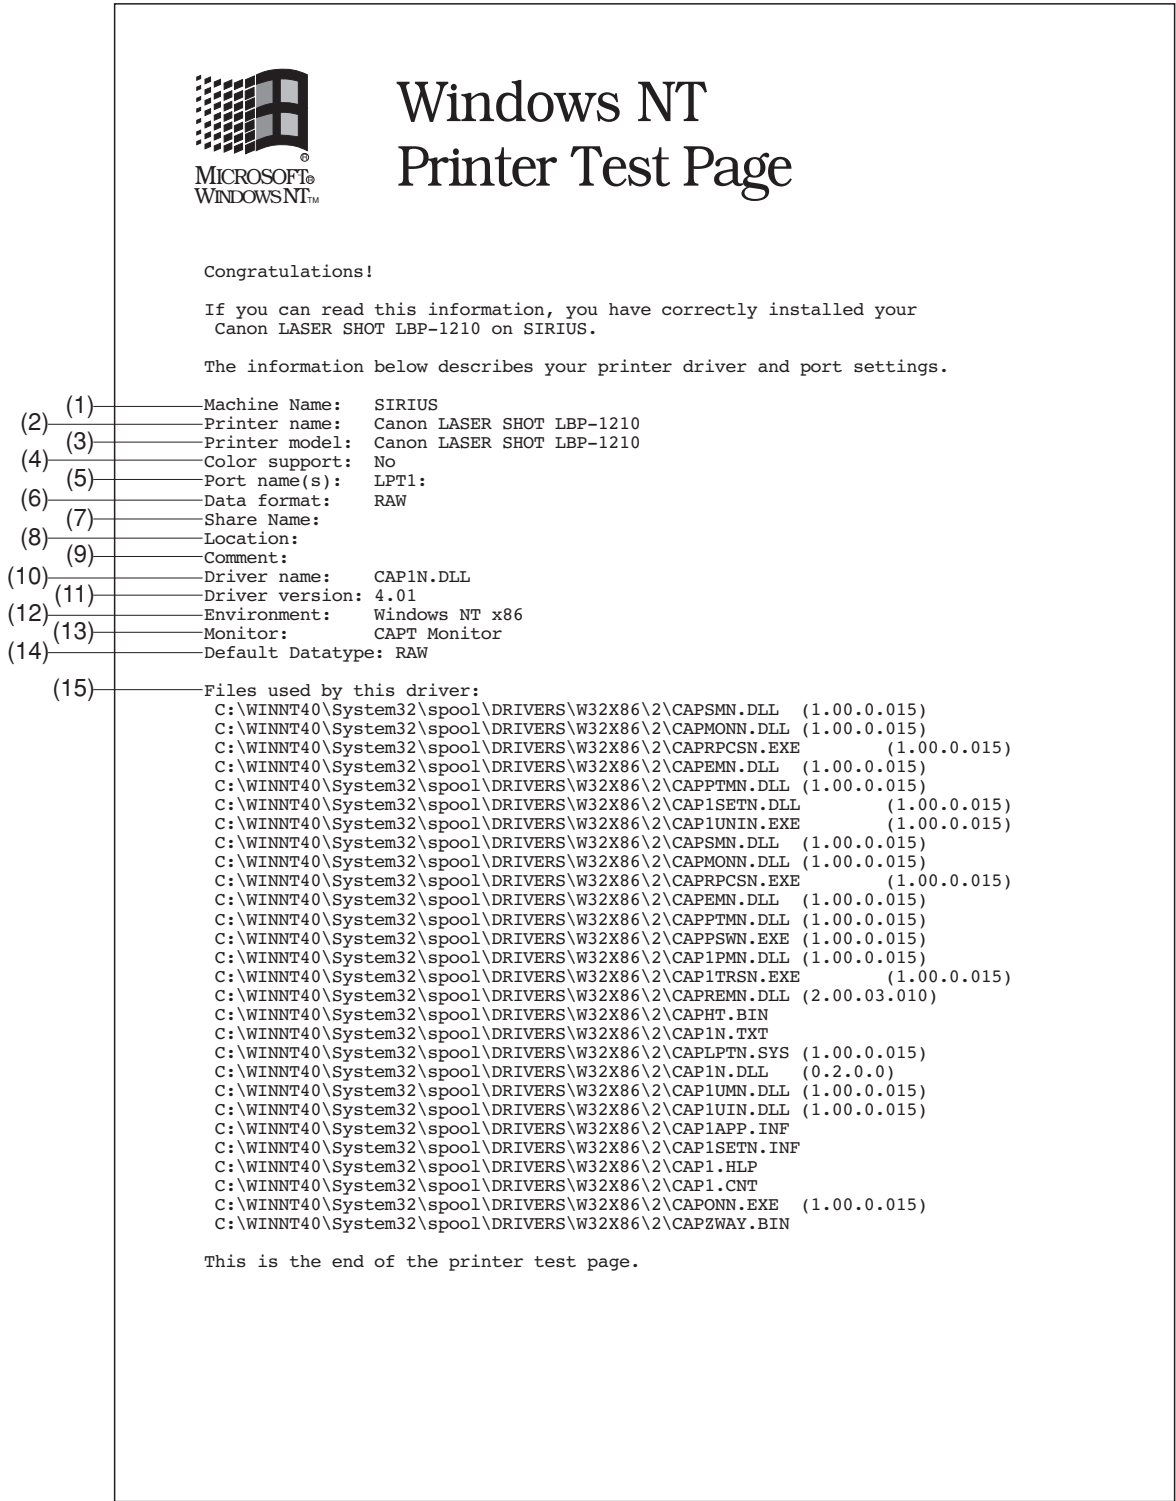 MICROSOFT®
WINDOWS NT™
Windows NT
Printer Test Page
Congratulations!
If you can read this information, you have correctly installed your
Canon LASER SHOT LBP-1210 on SIRIUS.
The information below describes your printer driver and port settings.
(1) Machine Name: SIRIUS
(2) Printer name: Canon LASER SHOT LBP-1210
(3) Printer model: Canon LASER SHOT LBP-1210
(4) Color support: No
(5) Port name(s): LPT1:
(6) Data format: RAW
(7) Share Name:
(8) Location:
(9) Comment:
(10) Driver name: CAP1N.DLL
(11) Driver version: 4.01
(12) Environment: Windows NT x86
(13) Monitor: CAPT Monitor
(14) Default Datatype: RAW
(15) Files used by this driver:
C:\WINNT40\System32\spool\DRIVERS\W32X86\2\CAPSMN.DLL (1.00.0.015)
C:\WINNT40\System32\spool\DRIVERS\W32X86\2\CAPMONN.DLL (1.00.0.015)
C:\WINNT40\System32\spool\DRIVERS\W32X86\2\CAPRPCSN.EXE (1.00.0.015)
C:\WINNT40\System32\spool\DRIVERS\W32X86\2\CAPEMN.DLL (1.00.0.015)
C:\WINNT40\System32\spool\DRIVERS\W32X86\2\CAPPTMN.DLL (1.00.0.015)
C:\WINNT40\System32\spool\DRIVERS\W32X86\2\CAP1SETN.DLL (1.00.0.015)
C:\WINNT40\System32\spool\DRIVERS\W32X86\2\CAP1UNIN.EXE (1.00.0.015)
C:\WINNT40\System32\spool\DRIVERS\W32X86\2\CAPSMN.DLL (1.00.0.015)
C:\WINNT40\System32\spool\DRIVERS\W32X86\2\CAPMONN.DLL (1.00.0.015)
C:\WINNT40\System32\spool\DRIVERS\W32X86\2\CAPRPCSN.EXE (1.00.0.015)
C:\WINNT40\System32\spool\DRIVERS\W32X86\2\CAPEMN.DLL (1.00.0.015)
C:\WINNT40\System32\spool\DRIVERS\W32X86\2\CAPPTMN.DLL (1.00.0.015)
C:\WINNT40\System32\spool\DRIVERS\W32X86\2\CAPPSWN.EXE (1.00.0.015)
C:\WINNT40\System32\spool\DRIVERS\W32X86\2\CAP1PMN.DLL (1.00.0.015)
C:\WINNT40\System32\spool\DRIVERS\W32X86\2\CAP1TRSN.EXE (1.00.0.015)
C:\WINNT40\System32\spool\DRIVERS\W32X86\2\CAPREMN.DLL (2.00.03.010)
C:\WINNT40\System32\spool\DRIVERS\W32X86\2\CAPHT.BIN
C:\WINNT40\System32\spool\DRIVERS\W32X86\2\CAP1N.TXT
C:\WINNT40\System32\spool\DRIVERS\W32X86\2\CAPLPTN.SYS (1.00.0.015)
C:\WINNT40\System32\spool\DRIVERS\W32X86\2\CAP1N.DLL (0.2.0.0)
C:\WINNT40\System32\spool\DRIVERS\W32X86\2\CAP1UMN.DLL (1.00.0.015)
C:\WINNT40\System32\spool\DRIVERS\W32X86\2\CAP1UIN.DLL (1.00.0.015)
C:\WINNT40\System32\spool\DRIVERS\W32X86\2\CAP1APP.INF
C:\WINNT40\System32\spool\DRIVERS\W32X86\2\CAP1SETN.INF
C:\WINNT40\System32\spool\DRIVERS\W32X86\2\CAP1.HLP
C:\WINNT40\System32\spool\DRIVERS\W32X86\2\CAP1.CNT
C:\WINNT40\System32\spool\DRIVERS\W32X86\2\CAPONN.EXE (1.00.0.015)
C:\WINNT40\System32\spool\DRIVERS\W32X86\2\CAPZWAY.BIN
This is the end of the printer test page.